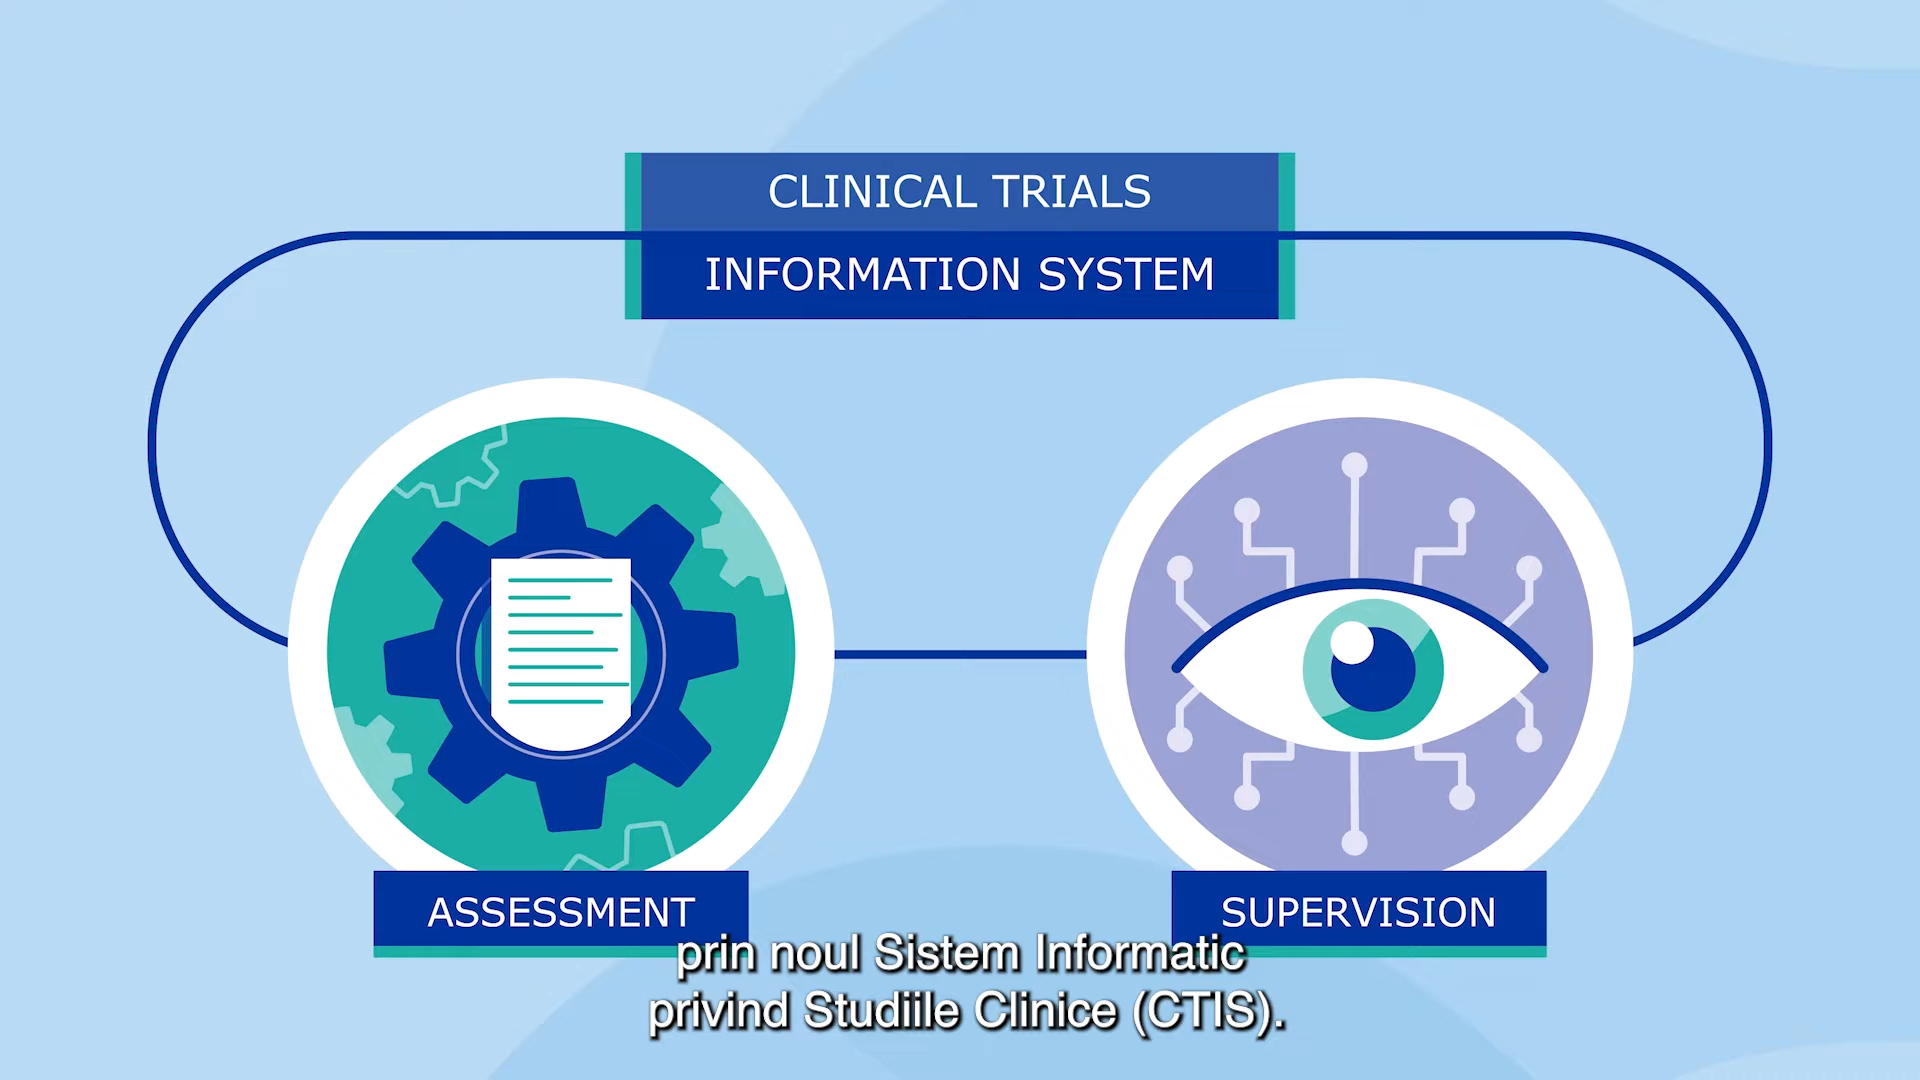 CLINICAL TRIALS
INFORMATION SYSTEM
ASSESSMENT
SUPERVISION
prin noul Sistem Informatic
privind Studiile Clinice (CTIS).